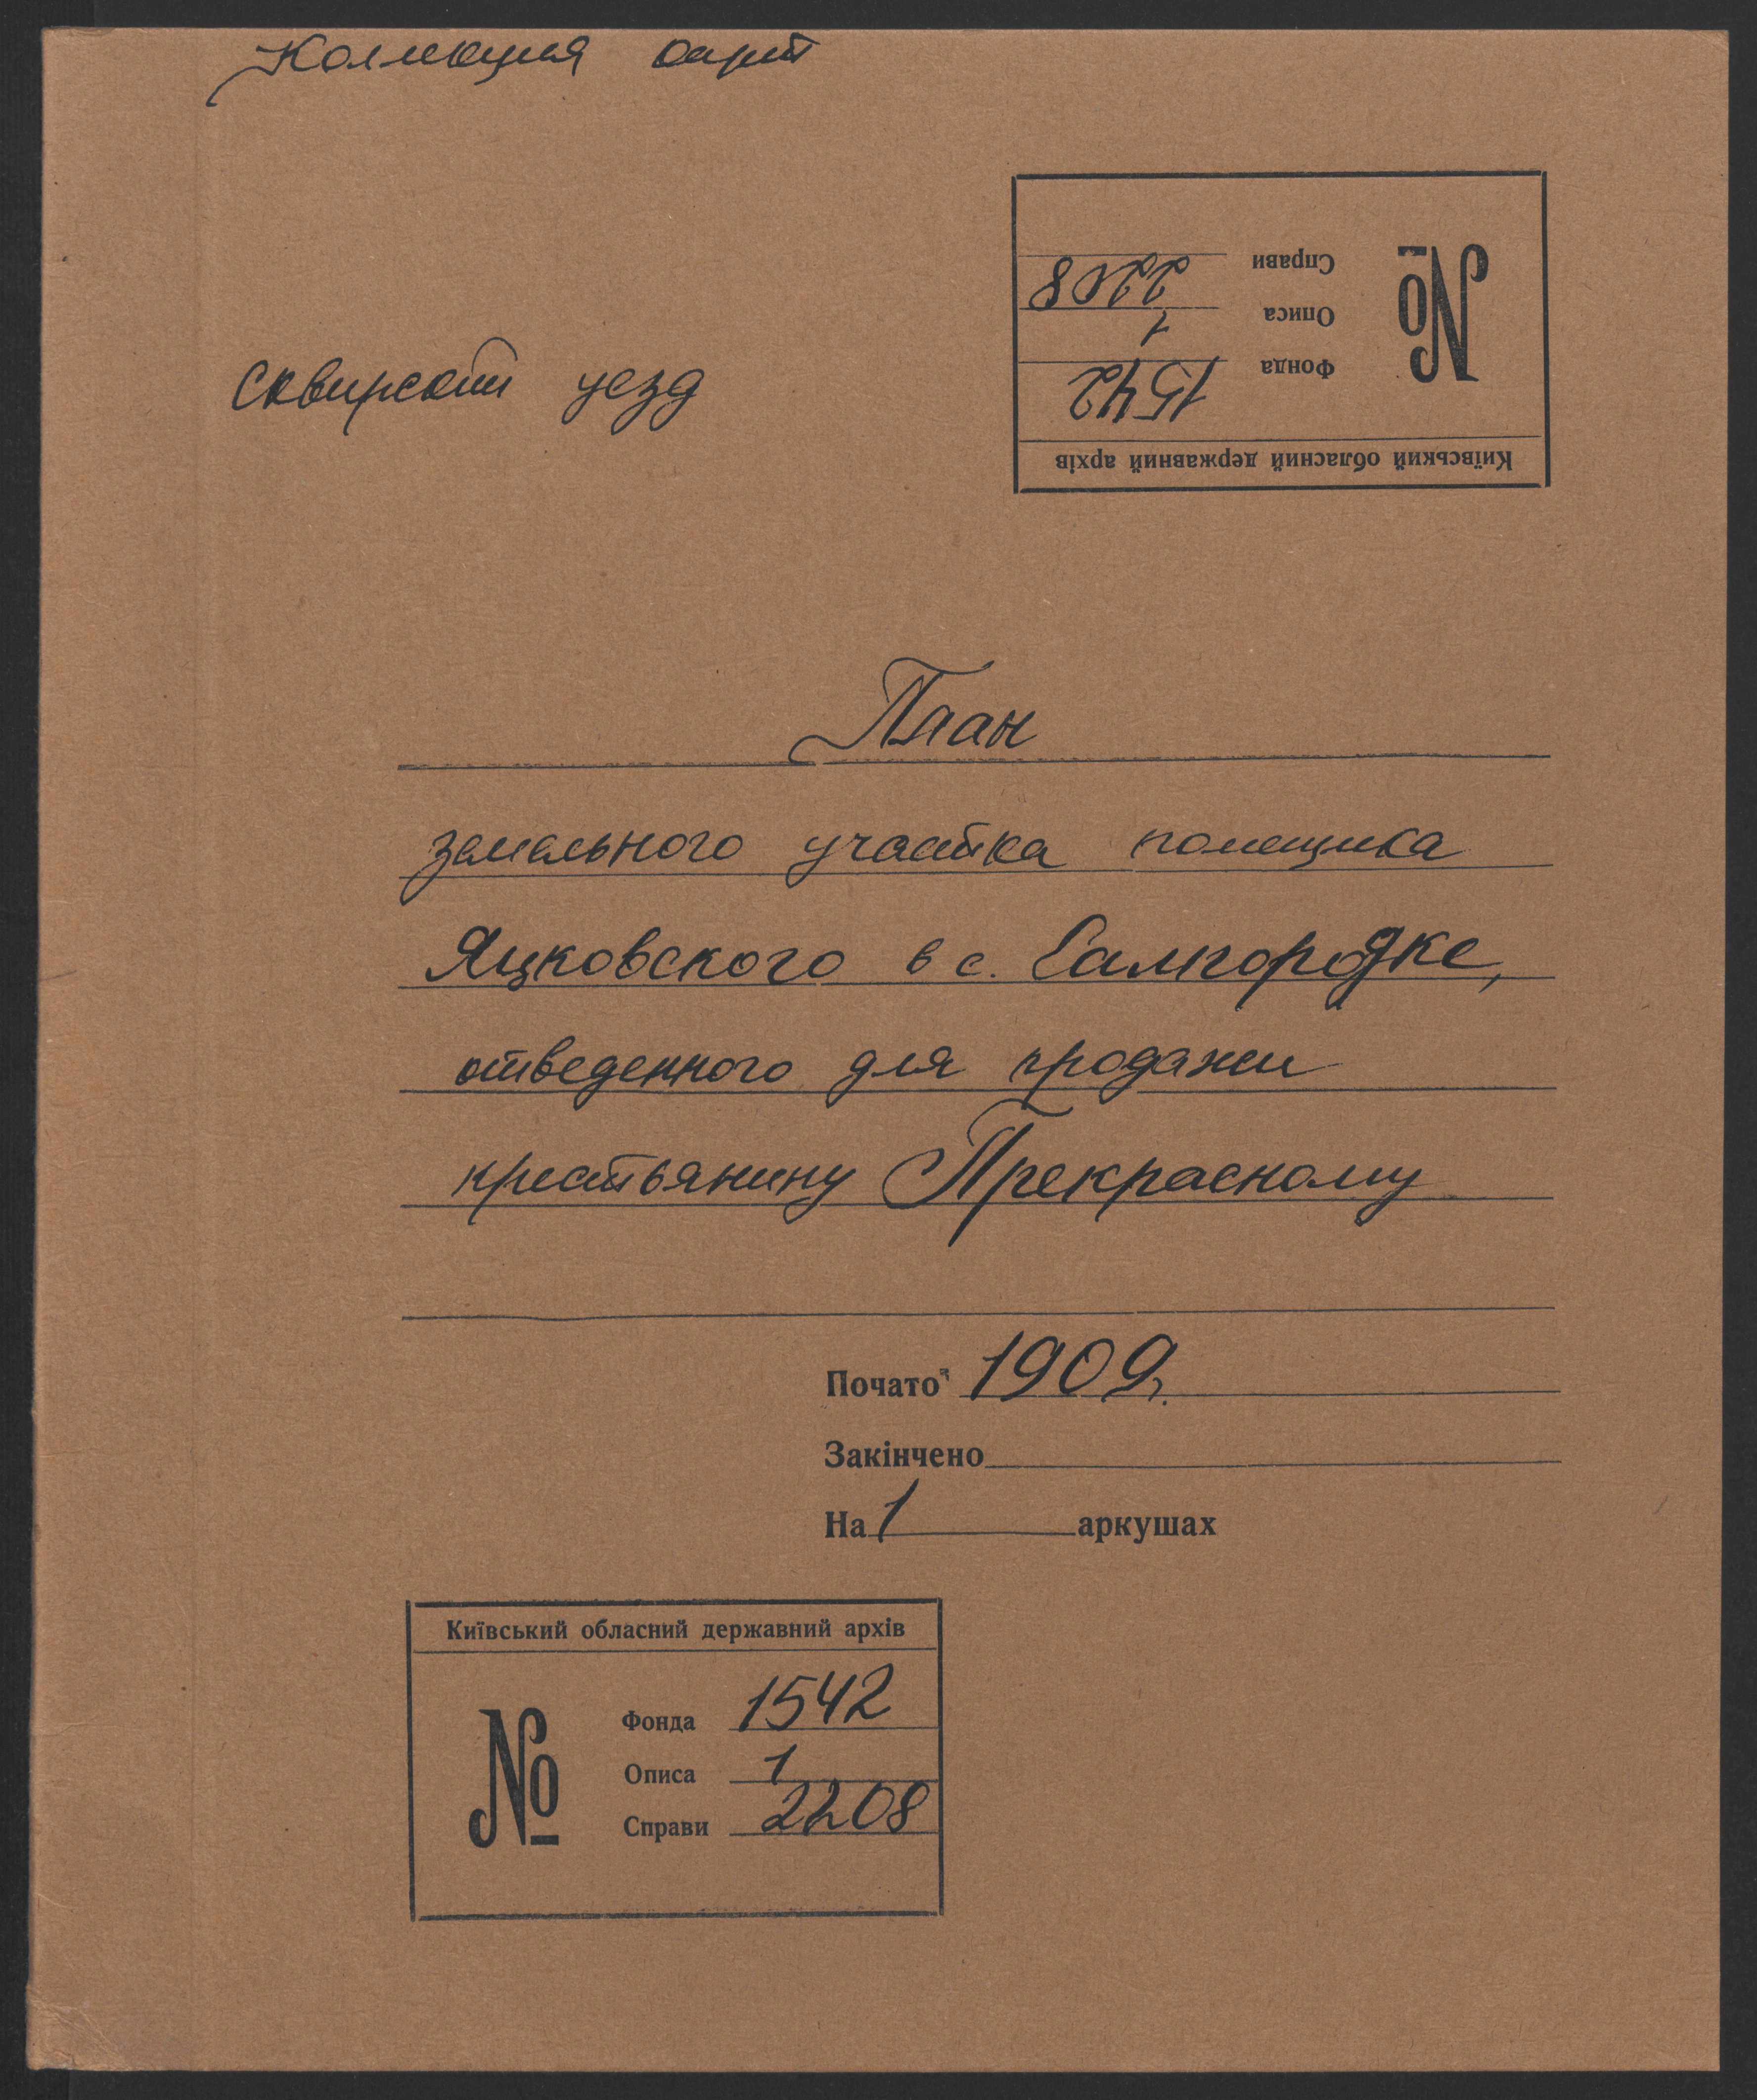 Коллекция карт
Київський обласний державний архів
№
Фонда 1542
Описа 1
Справи 2208
Сквирский уезд
План
земельного участка помещика
Яцковского в с. Самгородке,
отведенного для продажи
крестьянину Прекрасному
Почато 1909г.
Закінчено
На 1 аркушах
Київський обласний державний архів
№
Фонда 1542
Описа 1
Справи 2208